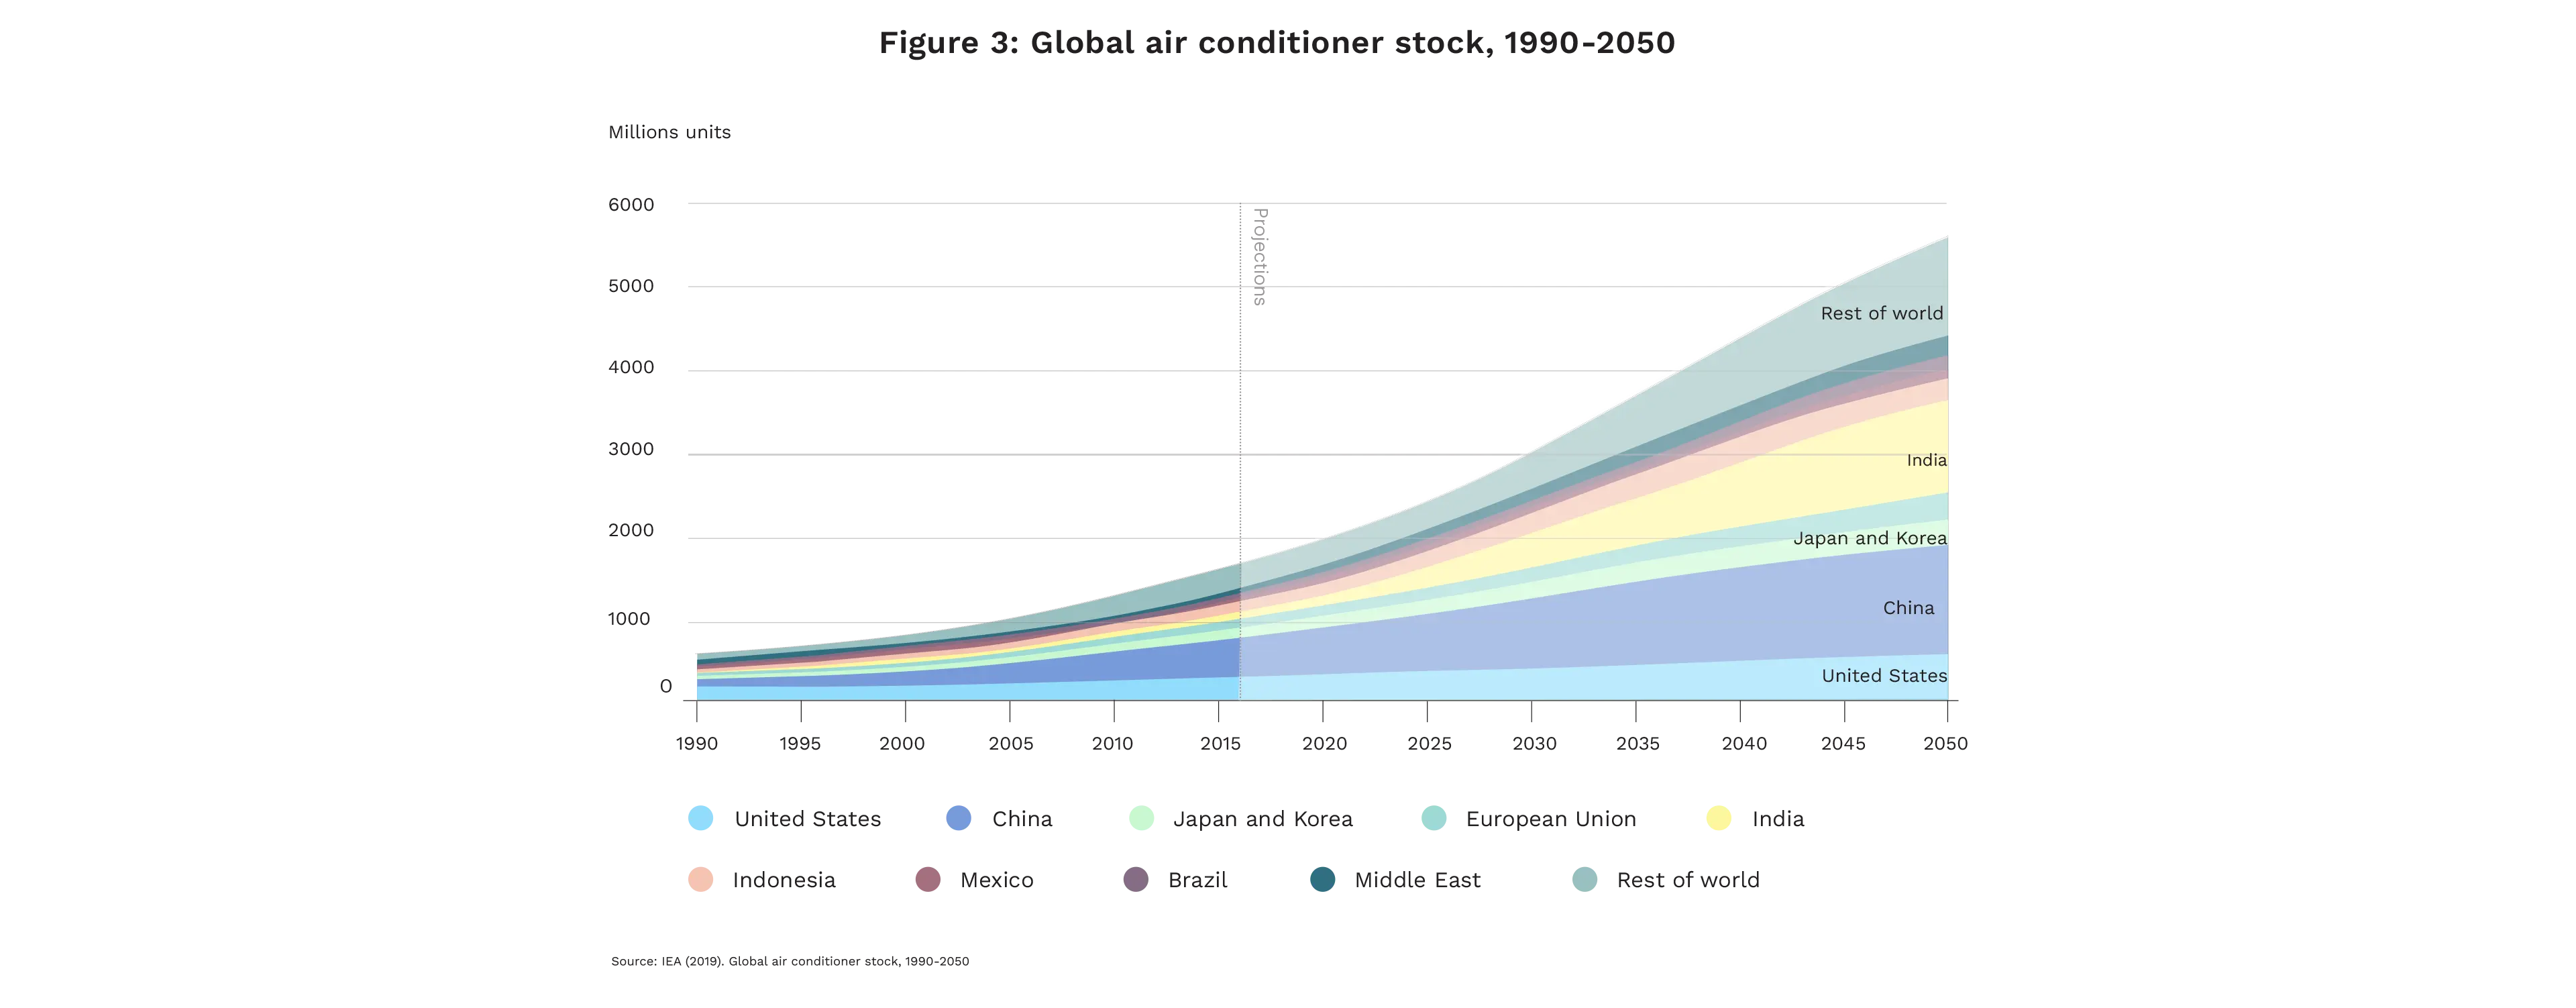 Figure 3: Global air conditioner stock, 1990-2050
Millions units
6000
5000
4000
3000
2000
1000
0
Projections
Rest of world
India
Japan and Korea
China
United States
1990 1995 2000 2005 2010 2015 2020 2025 2030 2035 2040 2045 2050
United States China Japan and Korea European Union India
Indonesia Mexico Brazil Middle East Rest of world
Source: IEA (2019). Global air conditioner stock, 1990-2050